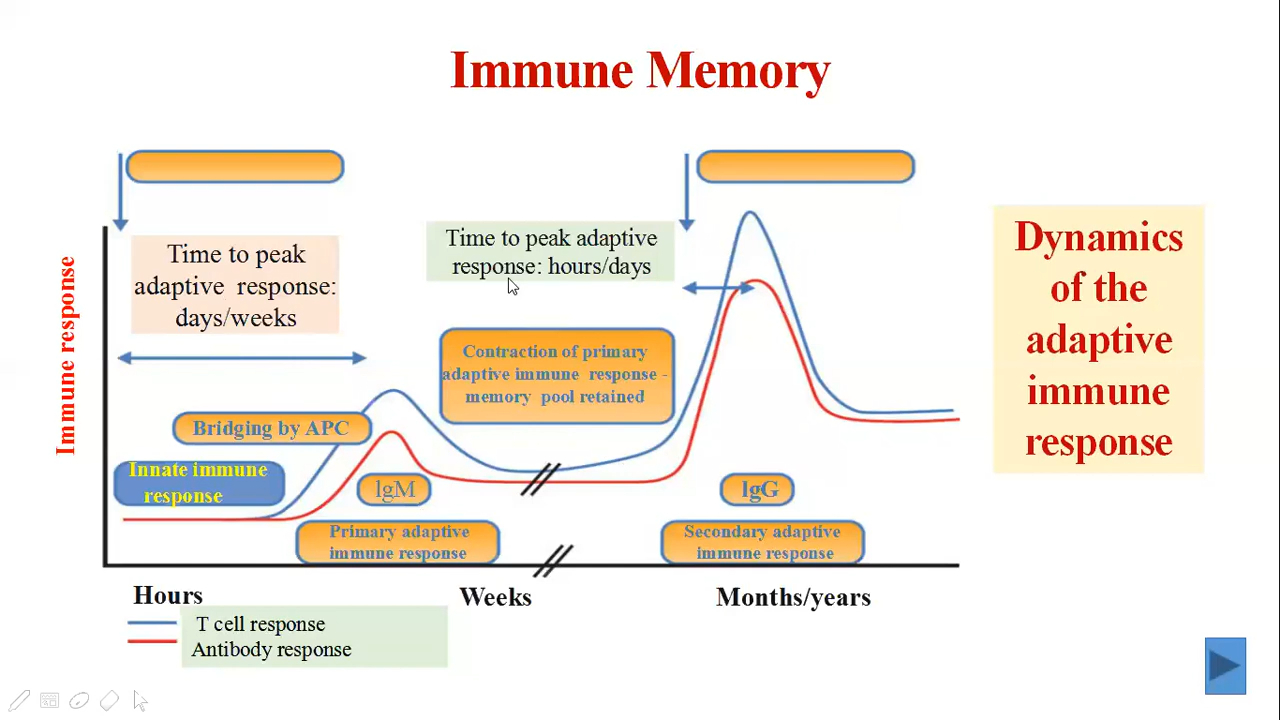 Immune Memory
Time to peak
adaptive response:
days/weeks
Time to peak adaptive
response: hours/days
Contraction of primary
adaptive immune response -
memory pool retained
Bridging by APC
Innate immune
response
IgM
IgG
Primary adaptive
immune response
Secondary adaptive
immune response
Immune response
Hours
Weeks
Months/years
T cell response
Antibody response
Dynamics
of the
adaptive
immune
response